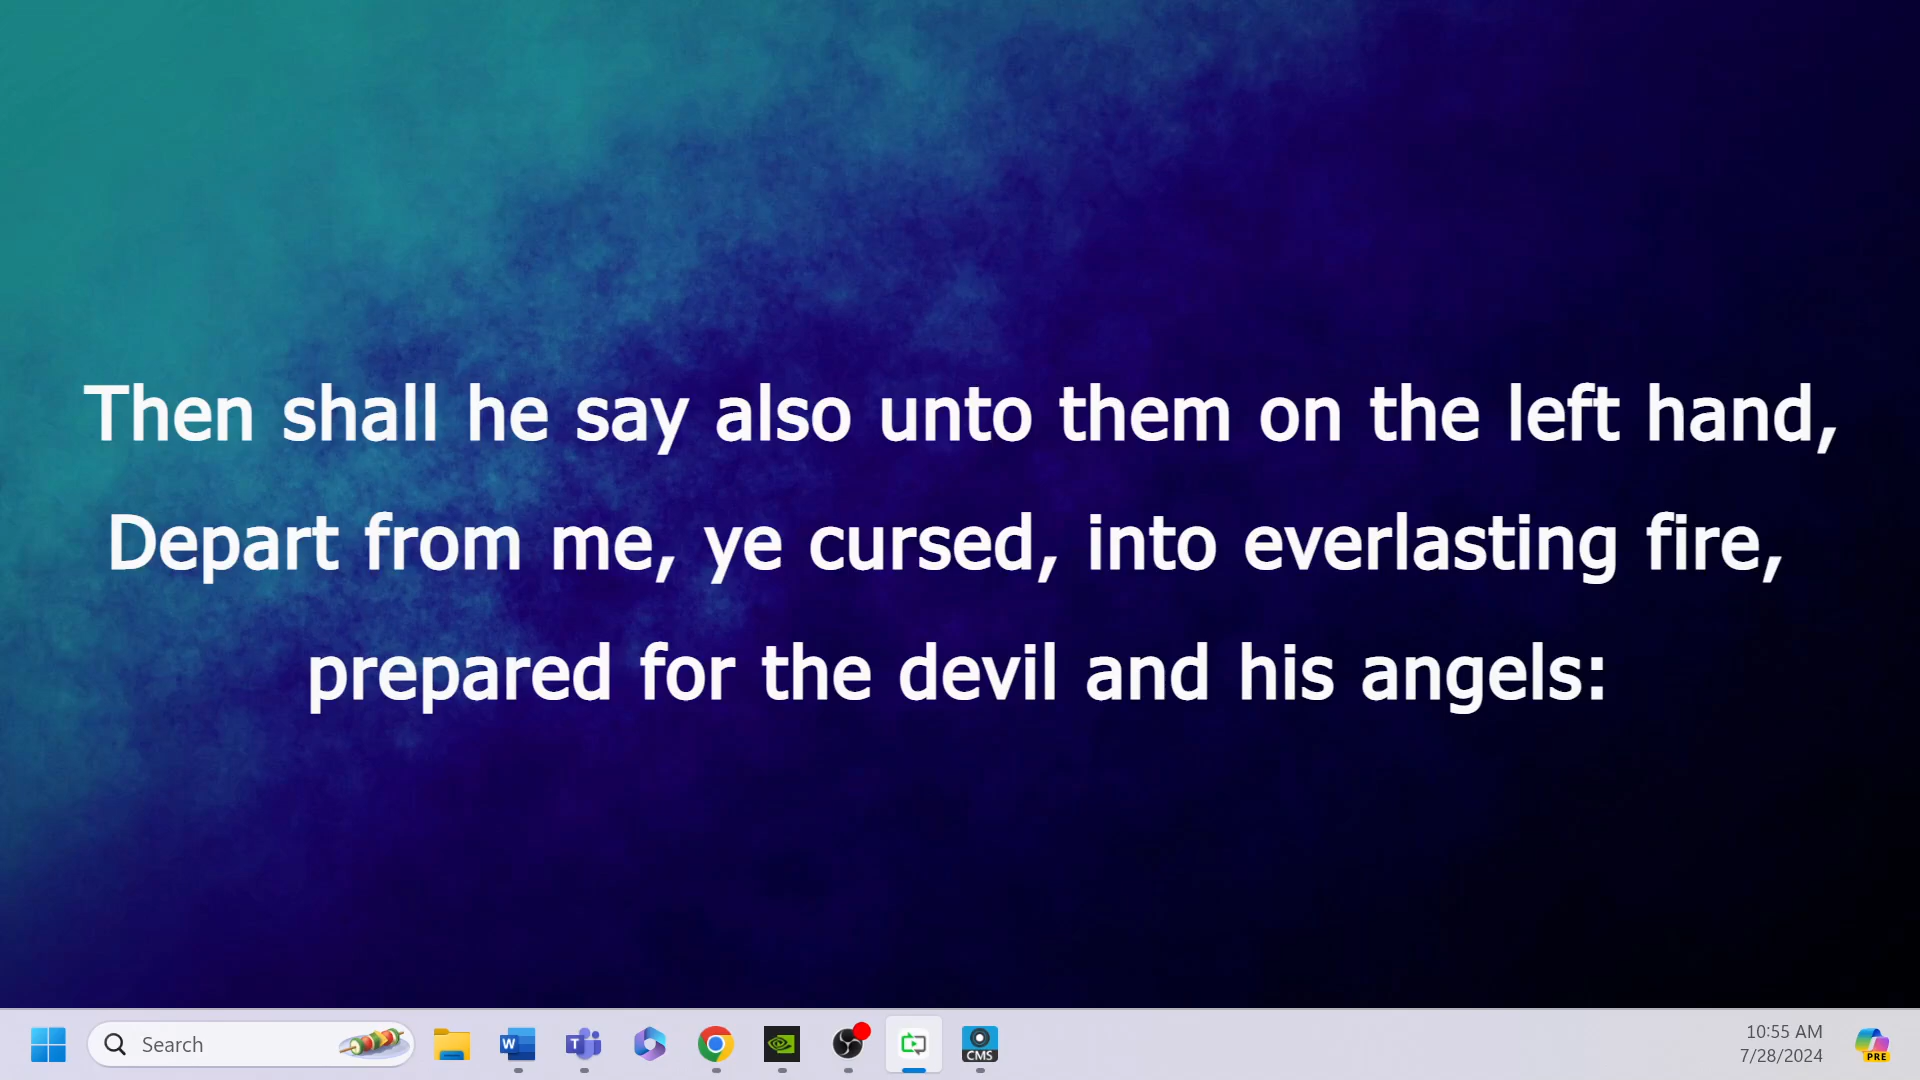 Then shall he say also unto them on the left hand,
Depart from me, ye cursed, into everlasting fire,
prepared for the devil and his angels:
Search
W
T
CMS
10:55 AM
7/28/2024
PRE